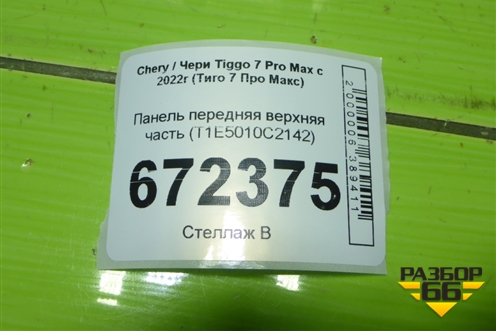 Chery / Чери Tiggo 7 Pro Max с
2022г (Тиго 7 Про Макс)
Панель передняя верхняя
часть (T1E5010C2142)
672375
Стеллаж В
2000006389411
РАЗБОР
66